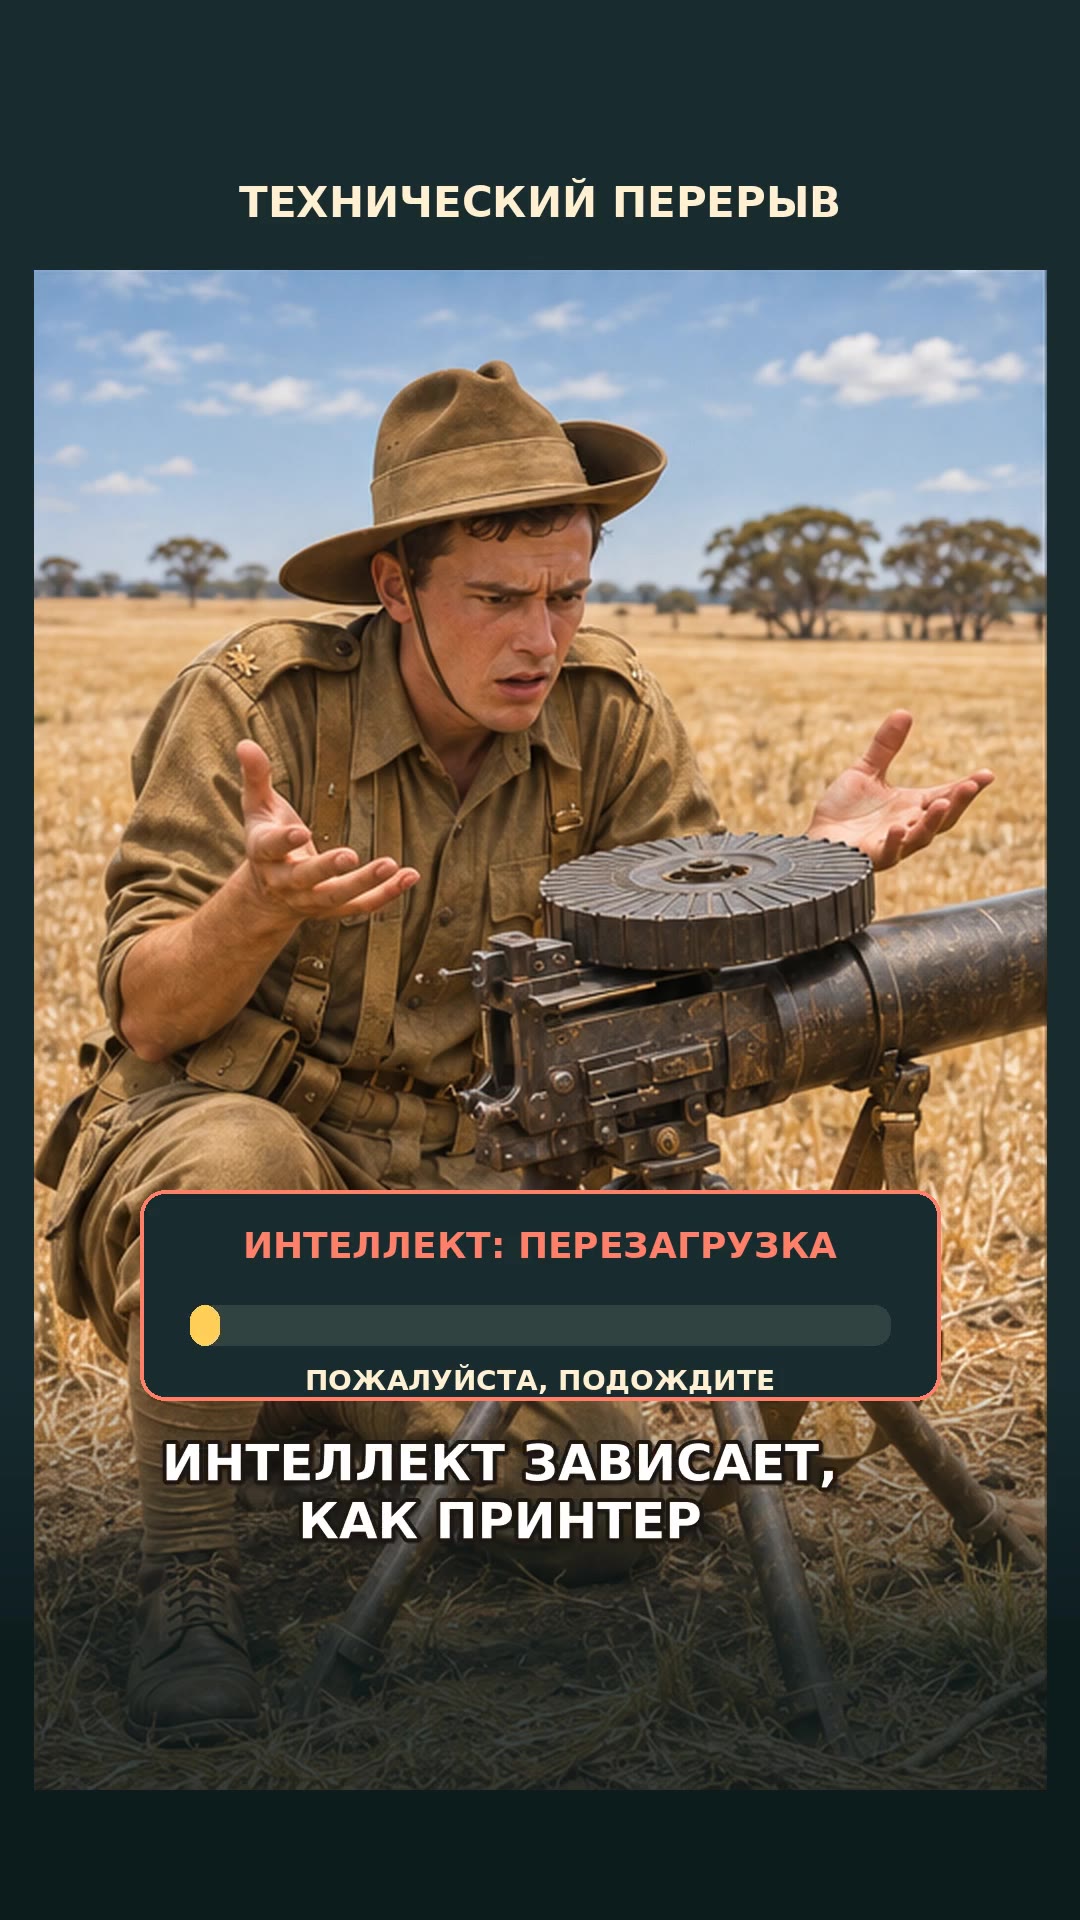 ТЕХНИЧЕСКИЙ ПЕРЕРЫВ
ИНТЕЛЛЕКТ: ПЕРЕЗАГРУЗКА
ПОЖАЛУЙСТА, ПОДОЖДИТЕ
ИНТЕЛЛЕКТ ЗАВИСАЕТ,
КАК ПРИНТЕР